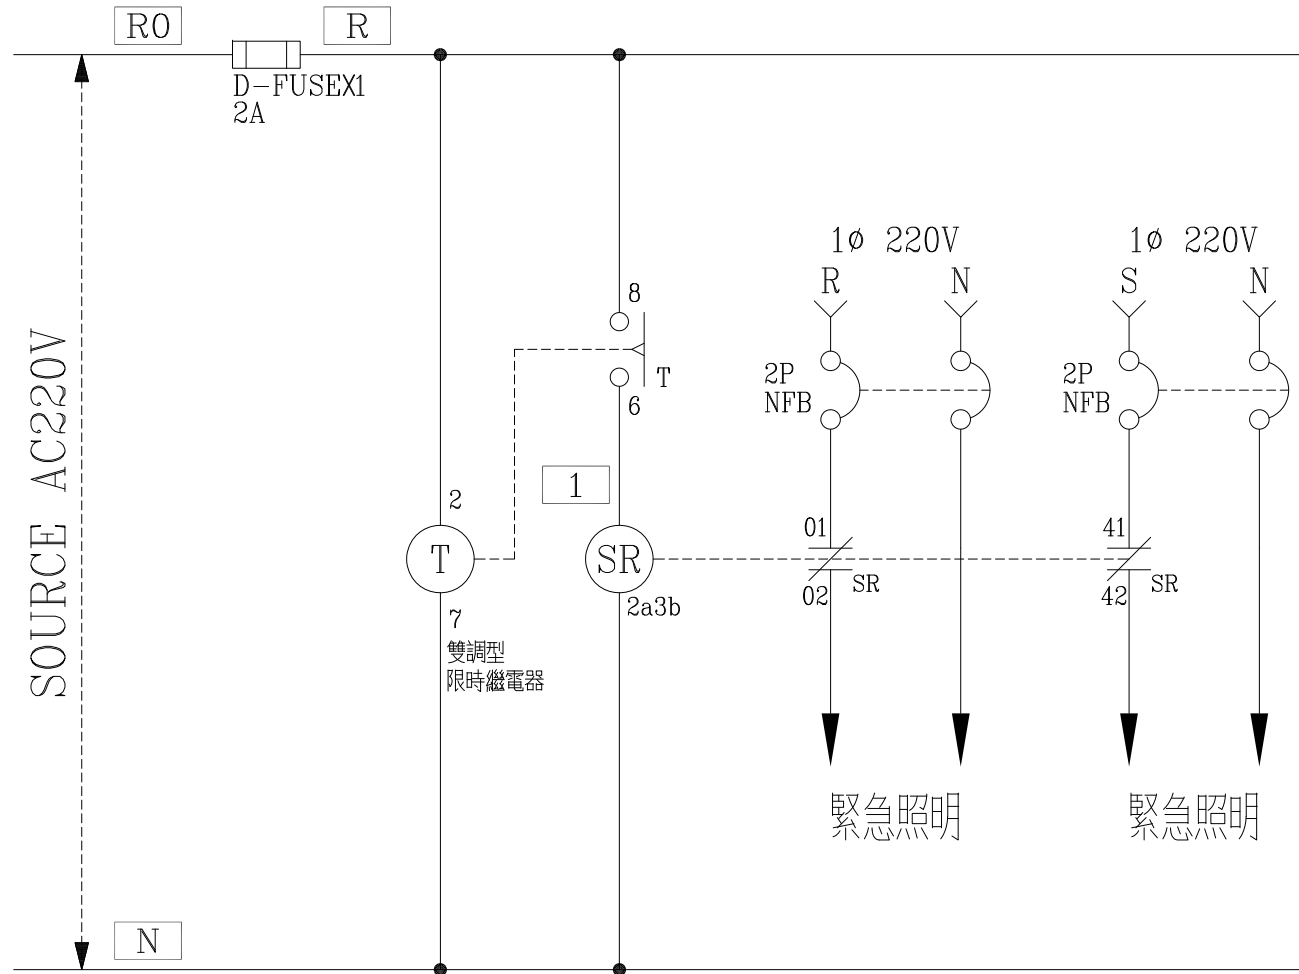 R0
R
D-FUSEX1
2A
SOURCE AC220V
1ø 220V
1ø 220V
R
N
S
N
8
T
6
2P
NFB
2P
NFB
1
2
T
7
雙調型
限時繼電器
SR
2a3b
01
02
SR
41
42
SR
緊急照明
緊急照明
N